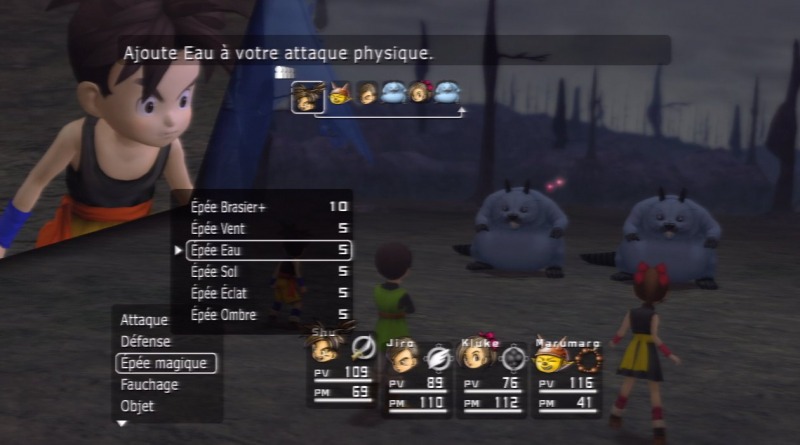 Ajoute Eau à votre attaque physique.
Épée Brasier+ 10
Épée Vent 5
Épée Eau 5
Épée Sol 5
Épée Éclat 5
Épée Ombre 5
Attaque
Défense
Epée magique
Fauchage
Objet
Shu
PV 109
PM 69
Jiro
PV 89
PM 110
Kluke
PV 76
PM 112
Marumaro
PV 116
PM 41